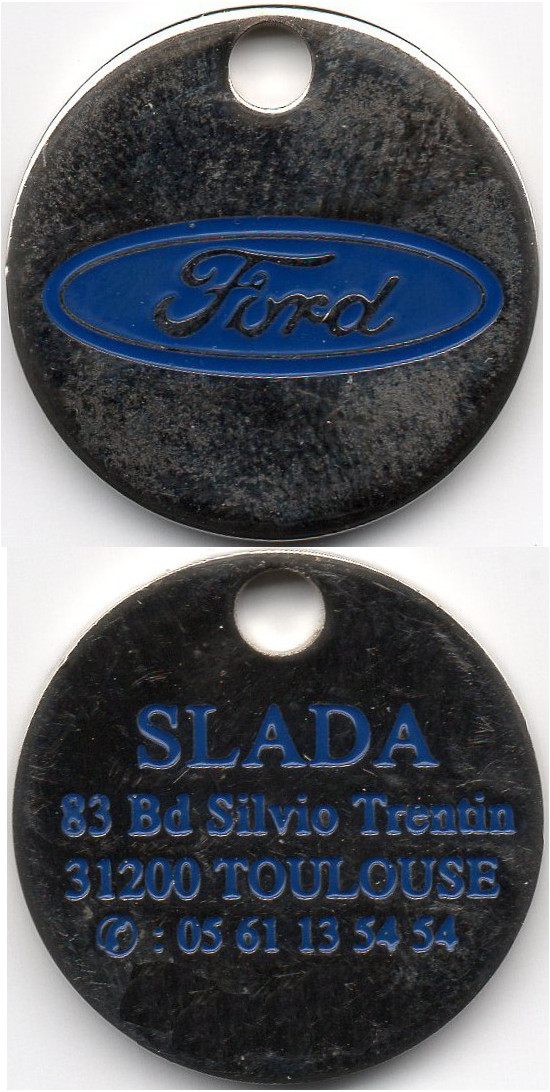 Ford
SLADA
83 Bd Silvio Trentin
31200 TOULOUSE
✆ : 05 61 13 54 54